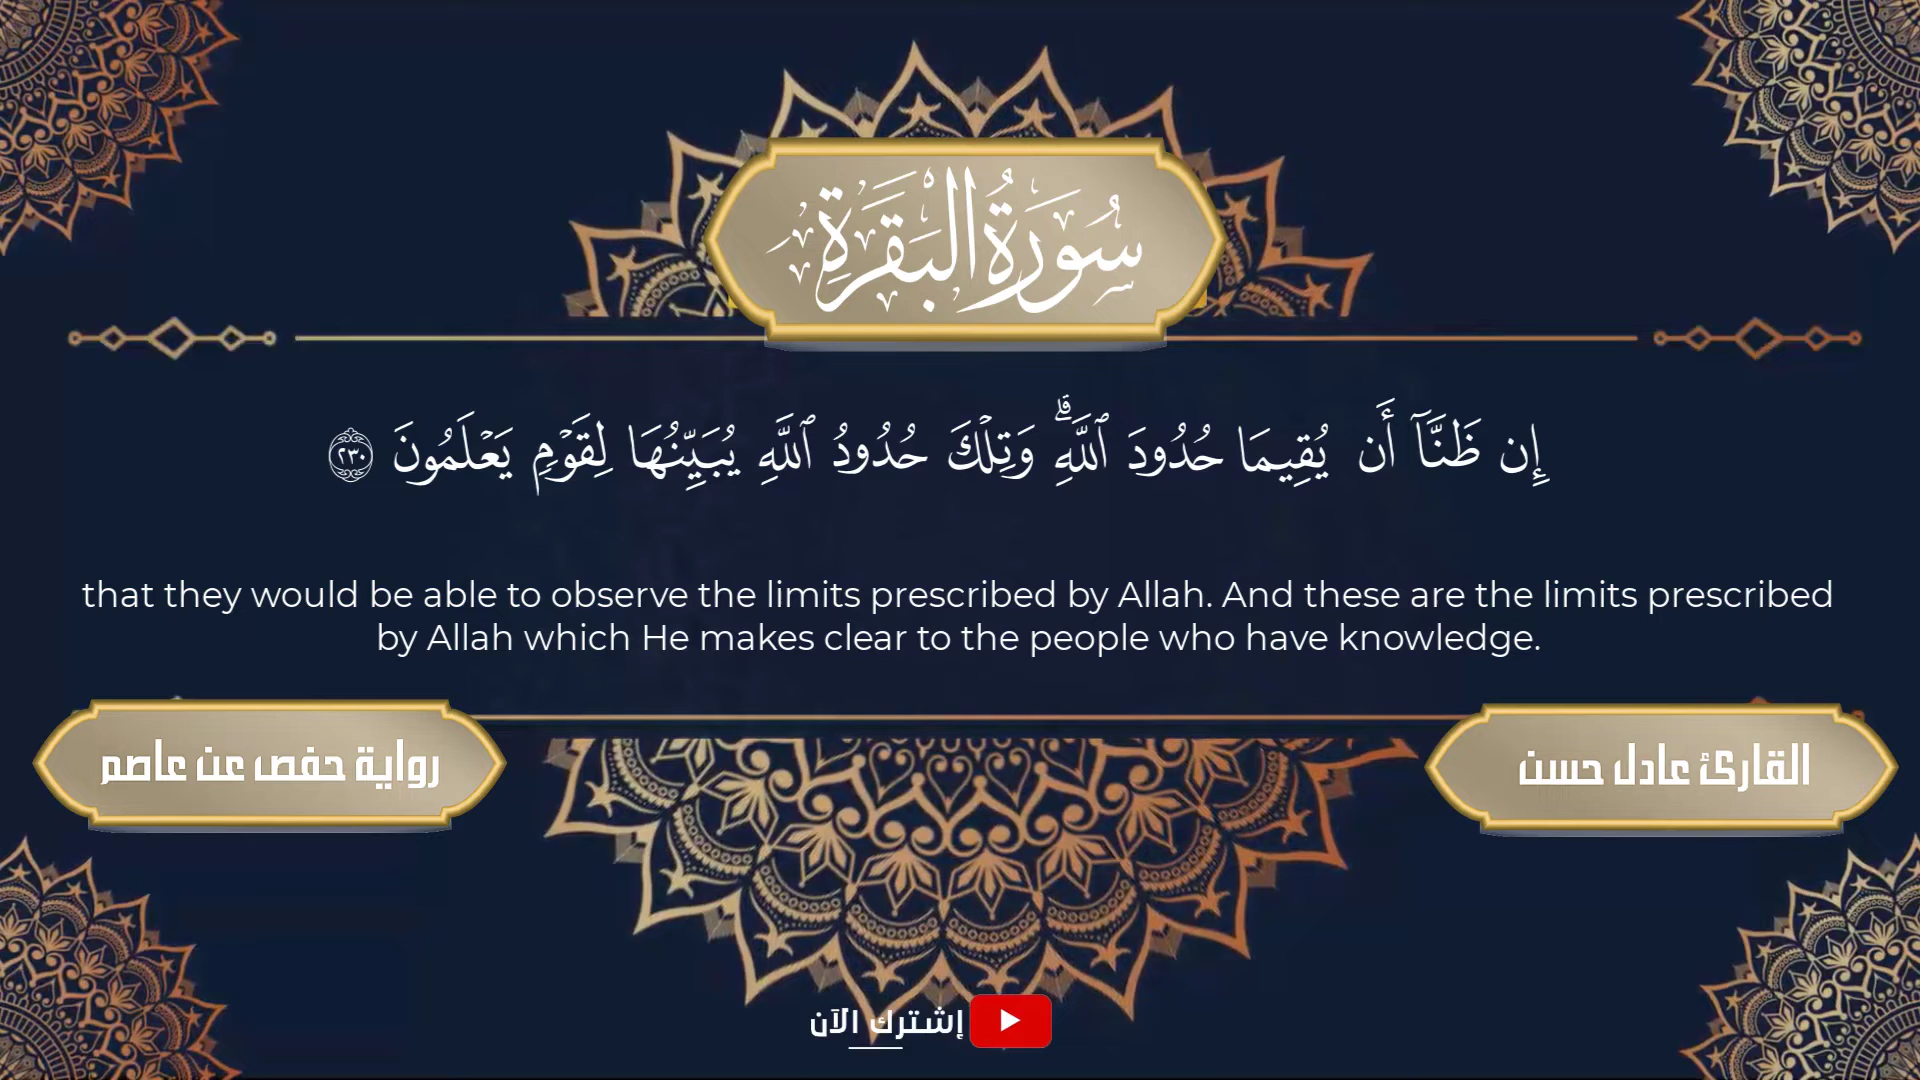 سُورَةُ البَقَرَةِ
إِن ظَنَّآ أَن يُقِيمَا حُدُودَ ٱللَّهِۗ وَتِلْكَ حُدُودُ ٱللَّهِ يُبَيِّنُهَا لِقَوْمٍ يَعْلَمُونَ ٢٣٠
that they would be able to observe the limits prescribed by Allah. And these are the limits prescribed
by Allah which He makes clear to the people who have knowledge.
القارئ عادل حسن
رواية حفص عن عاصم
إشترك الآن